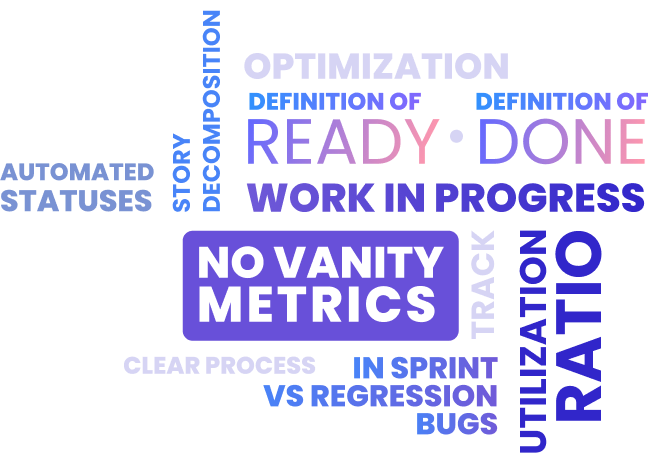 OPTIMIZATION
STORY
DECOMPOSITION
DEFINITION OF
READY
•
DEFINITION OF
DONE
AUTOMATED
STATUSES
WORK IN PROGRESS
NO VANITY
METRICS
TRACK
UTILIZATION
RATIO
CLEAR PROCESS
IN SPRINT
VS REGRESSION
BUGS